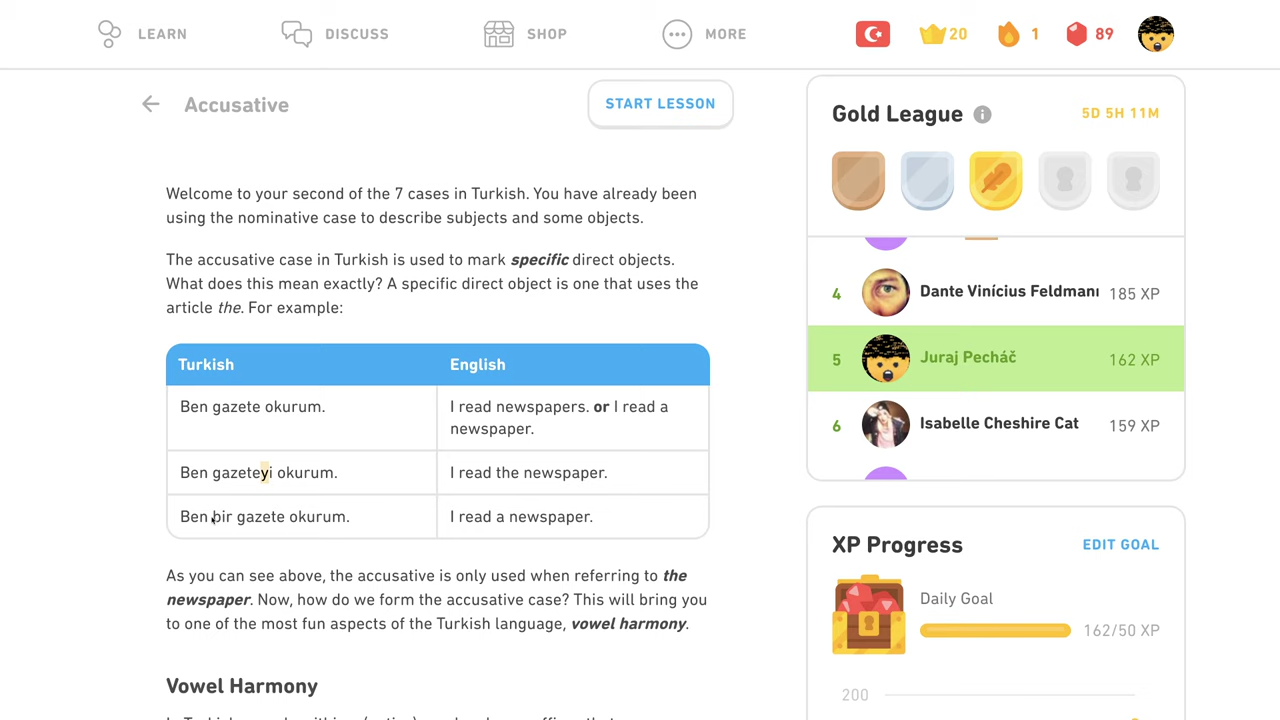 LEARN
DISCUSS
SHOP
MORE
20
1
89
Accusative
START LESSON
Welcome to your second of the 7 cases in Turkish. You have already been
using the nominative case to describe subjects and some objects.
The accusative case in Turkish is used to mark specific direct objects.
What does this mean exactly? A specific direct object is one that uses the
article the. For example:
Turkish
English
Ben gazete okurum.
I read newspapers. or I read a
newspaper.
Ben gazeteyi okurum.
I read the newspaper.
Ben bir gazete okurum.
I read a newspaper.
As you can see above, the accusative is only used when referring to the
newspaper. Now, how do we form the accusative case? This will bring you
to one of the most fun aspects of the Turkish language, vowel harmony.
Vowel Harmony
Gold League
5D 5H 11M
4 Dante Vinícius Feldman 185 XP
5 Juraj Pecháč 162 XP
6 Isabelle Cheshire Cat 159 XP
XP Progress
EDIT GOAL
Daily Goal
162/50 XP
200